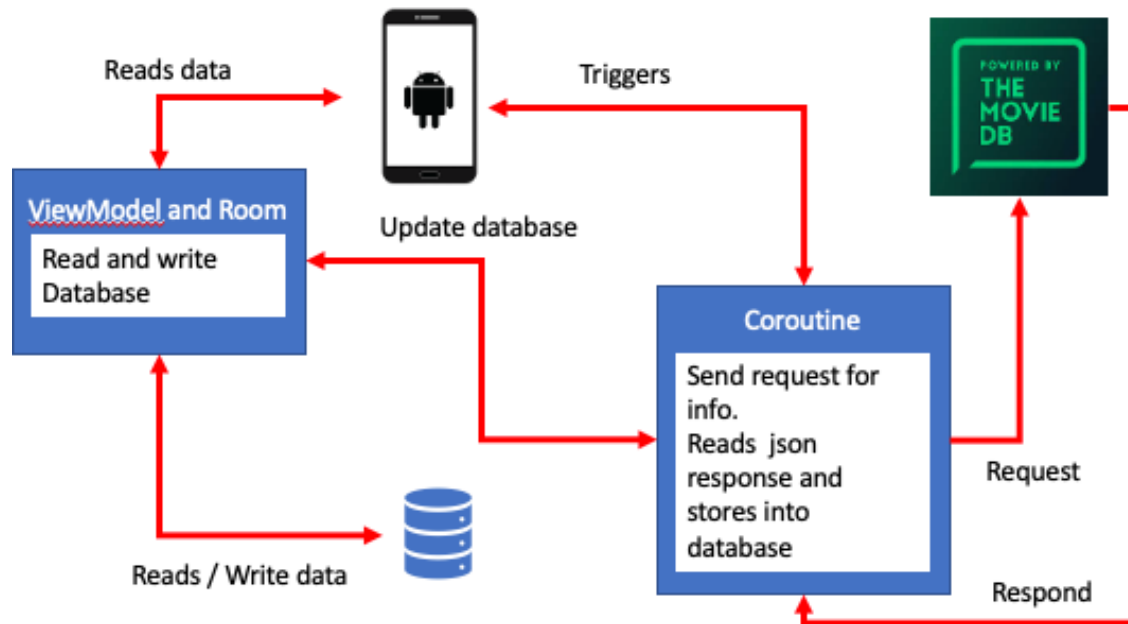 Reads data
Triggers
POWERED BY
THE
MOVIE
DB
ViewModel and Room
Read and write
Database
Update database
Coroutine
Send request for
info.
Reads json
response and
stores into
database
Request
Reads / Write data
Respond